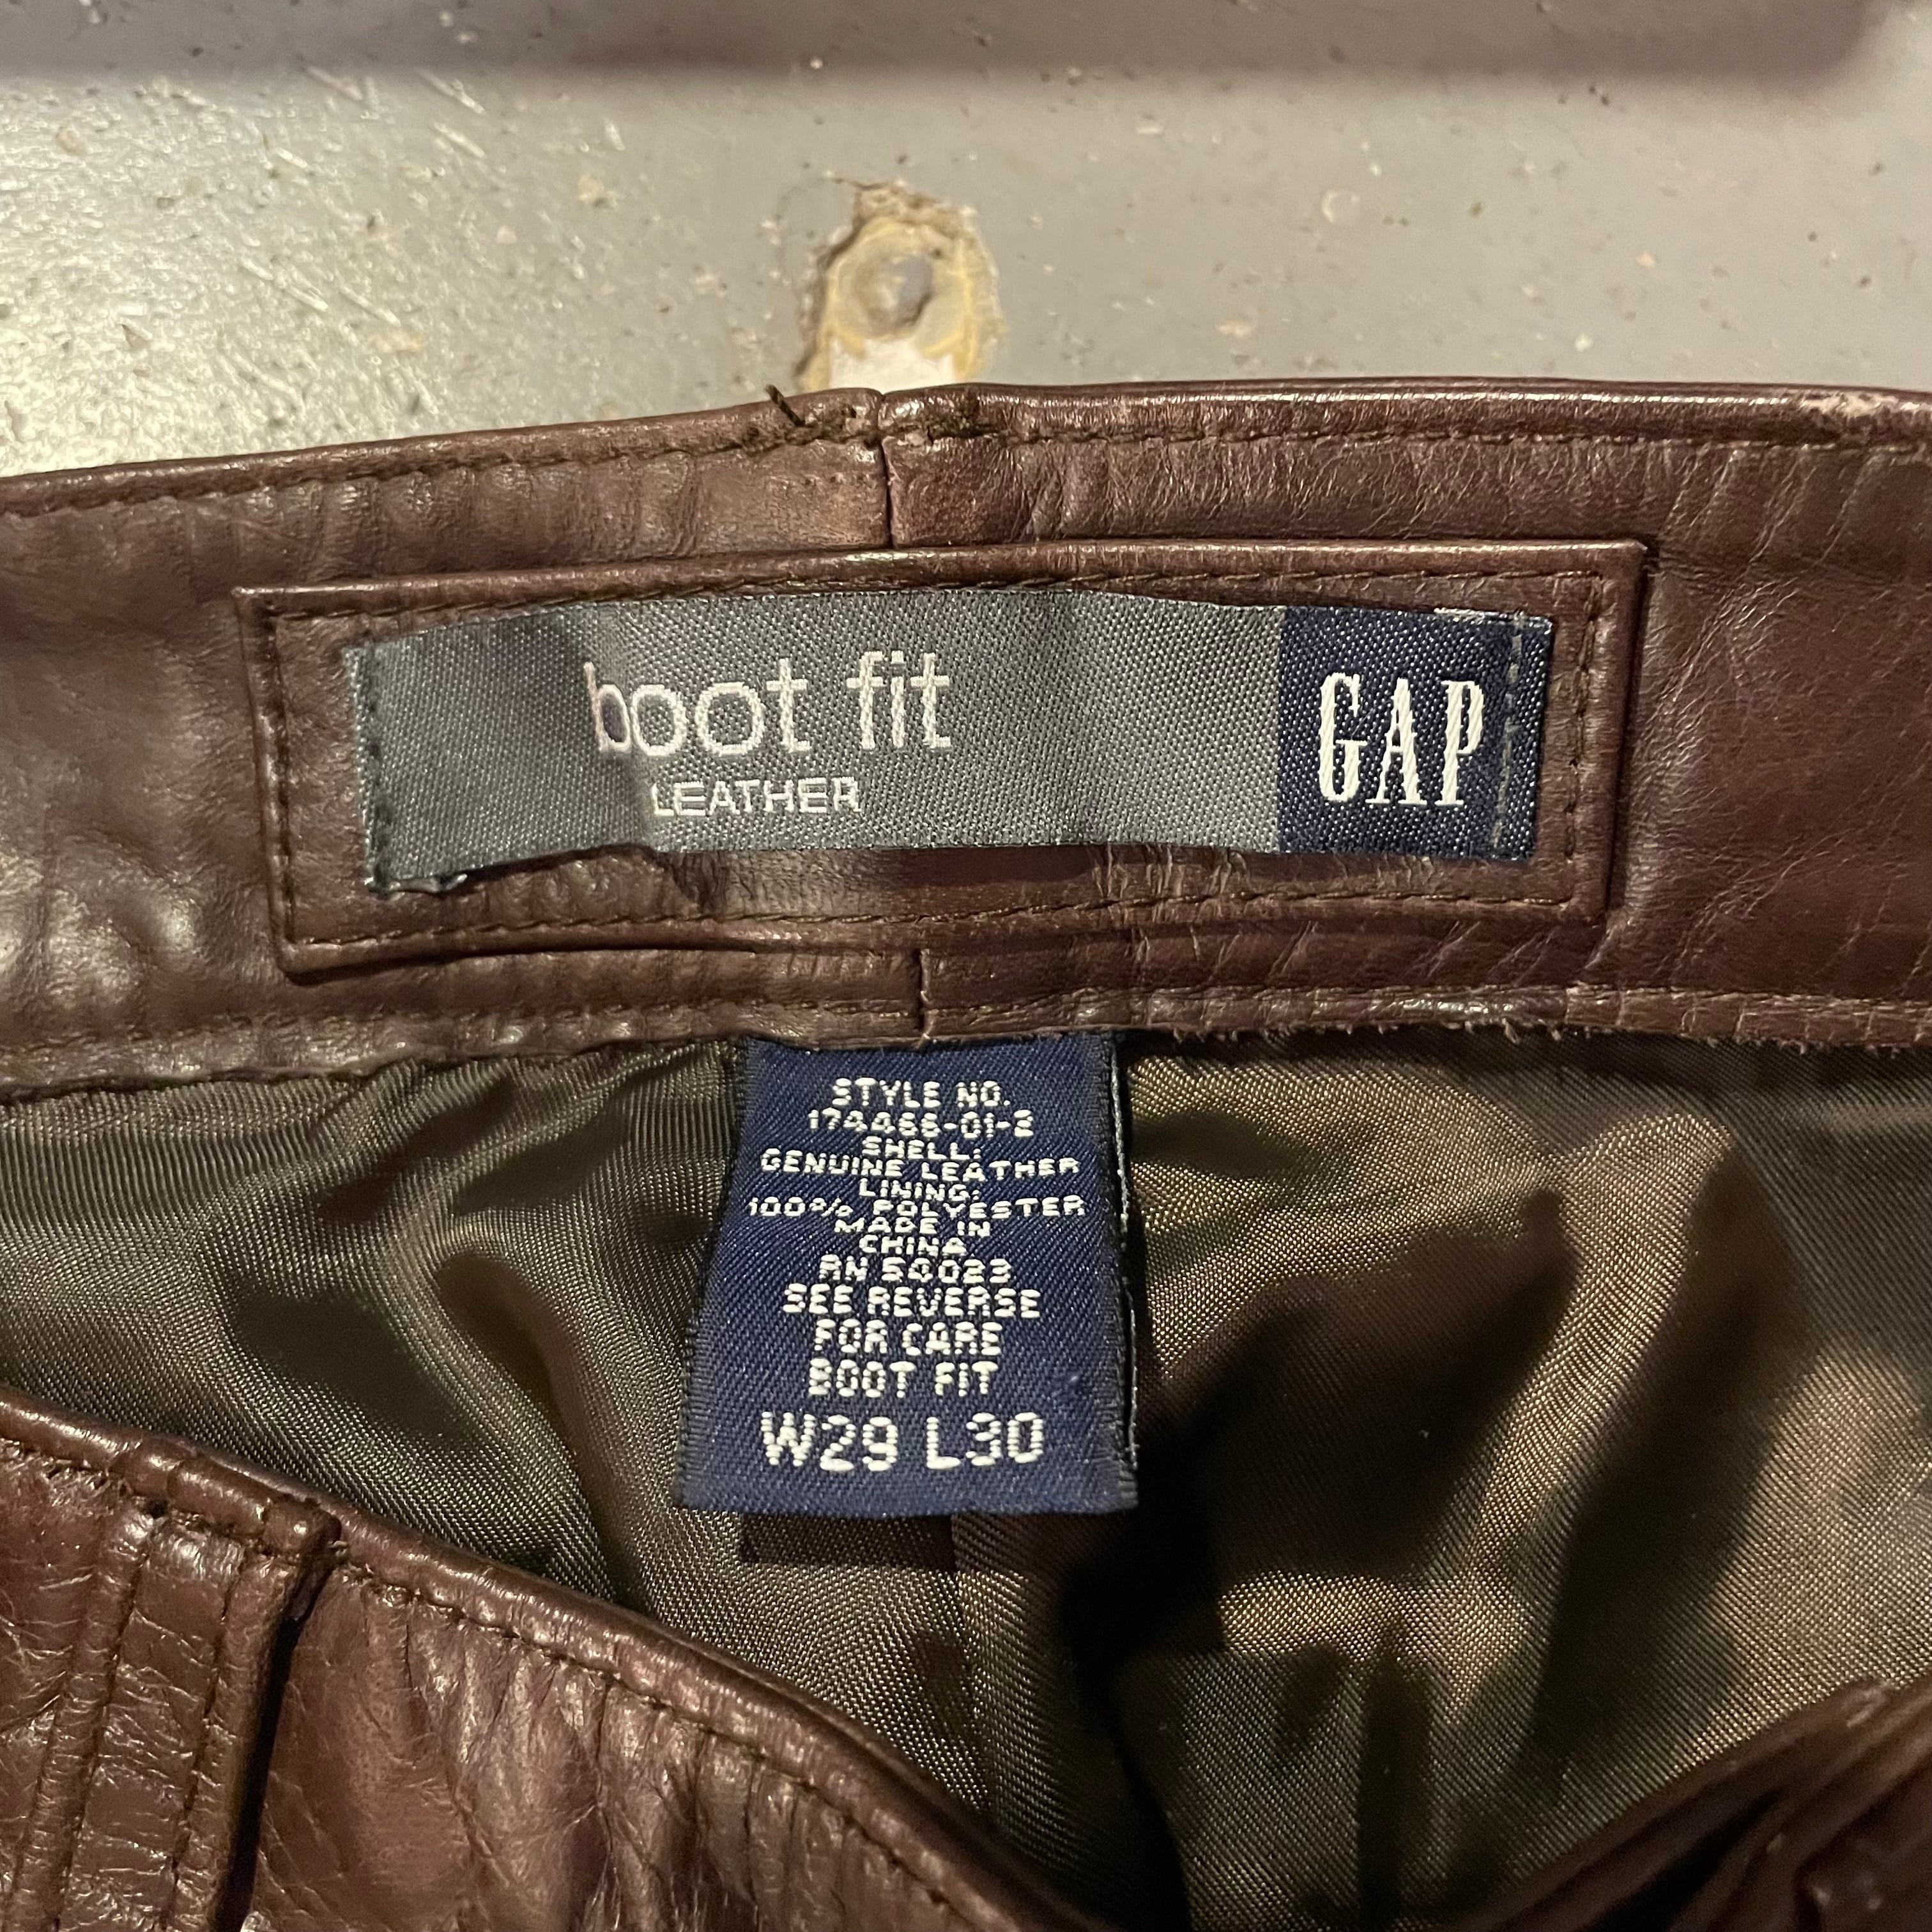 boot fit
LEATHER
GAP
STYLE NO.
174466-01-2
SHELL:
GENUINE LEATHER
LINING:
100% POLYESTER
MADE IN
CHINA
RN 54023
SEE REVERSE
FOR CARE
BOOT FIT
W29 L30